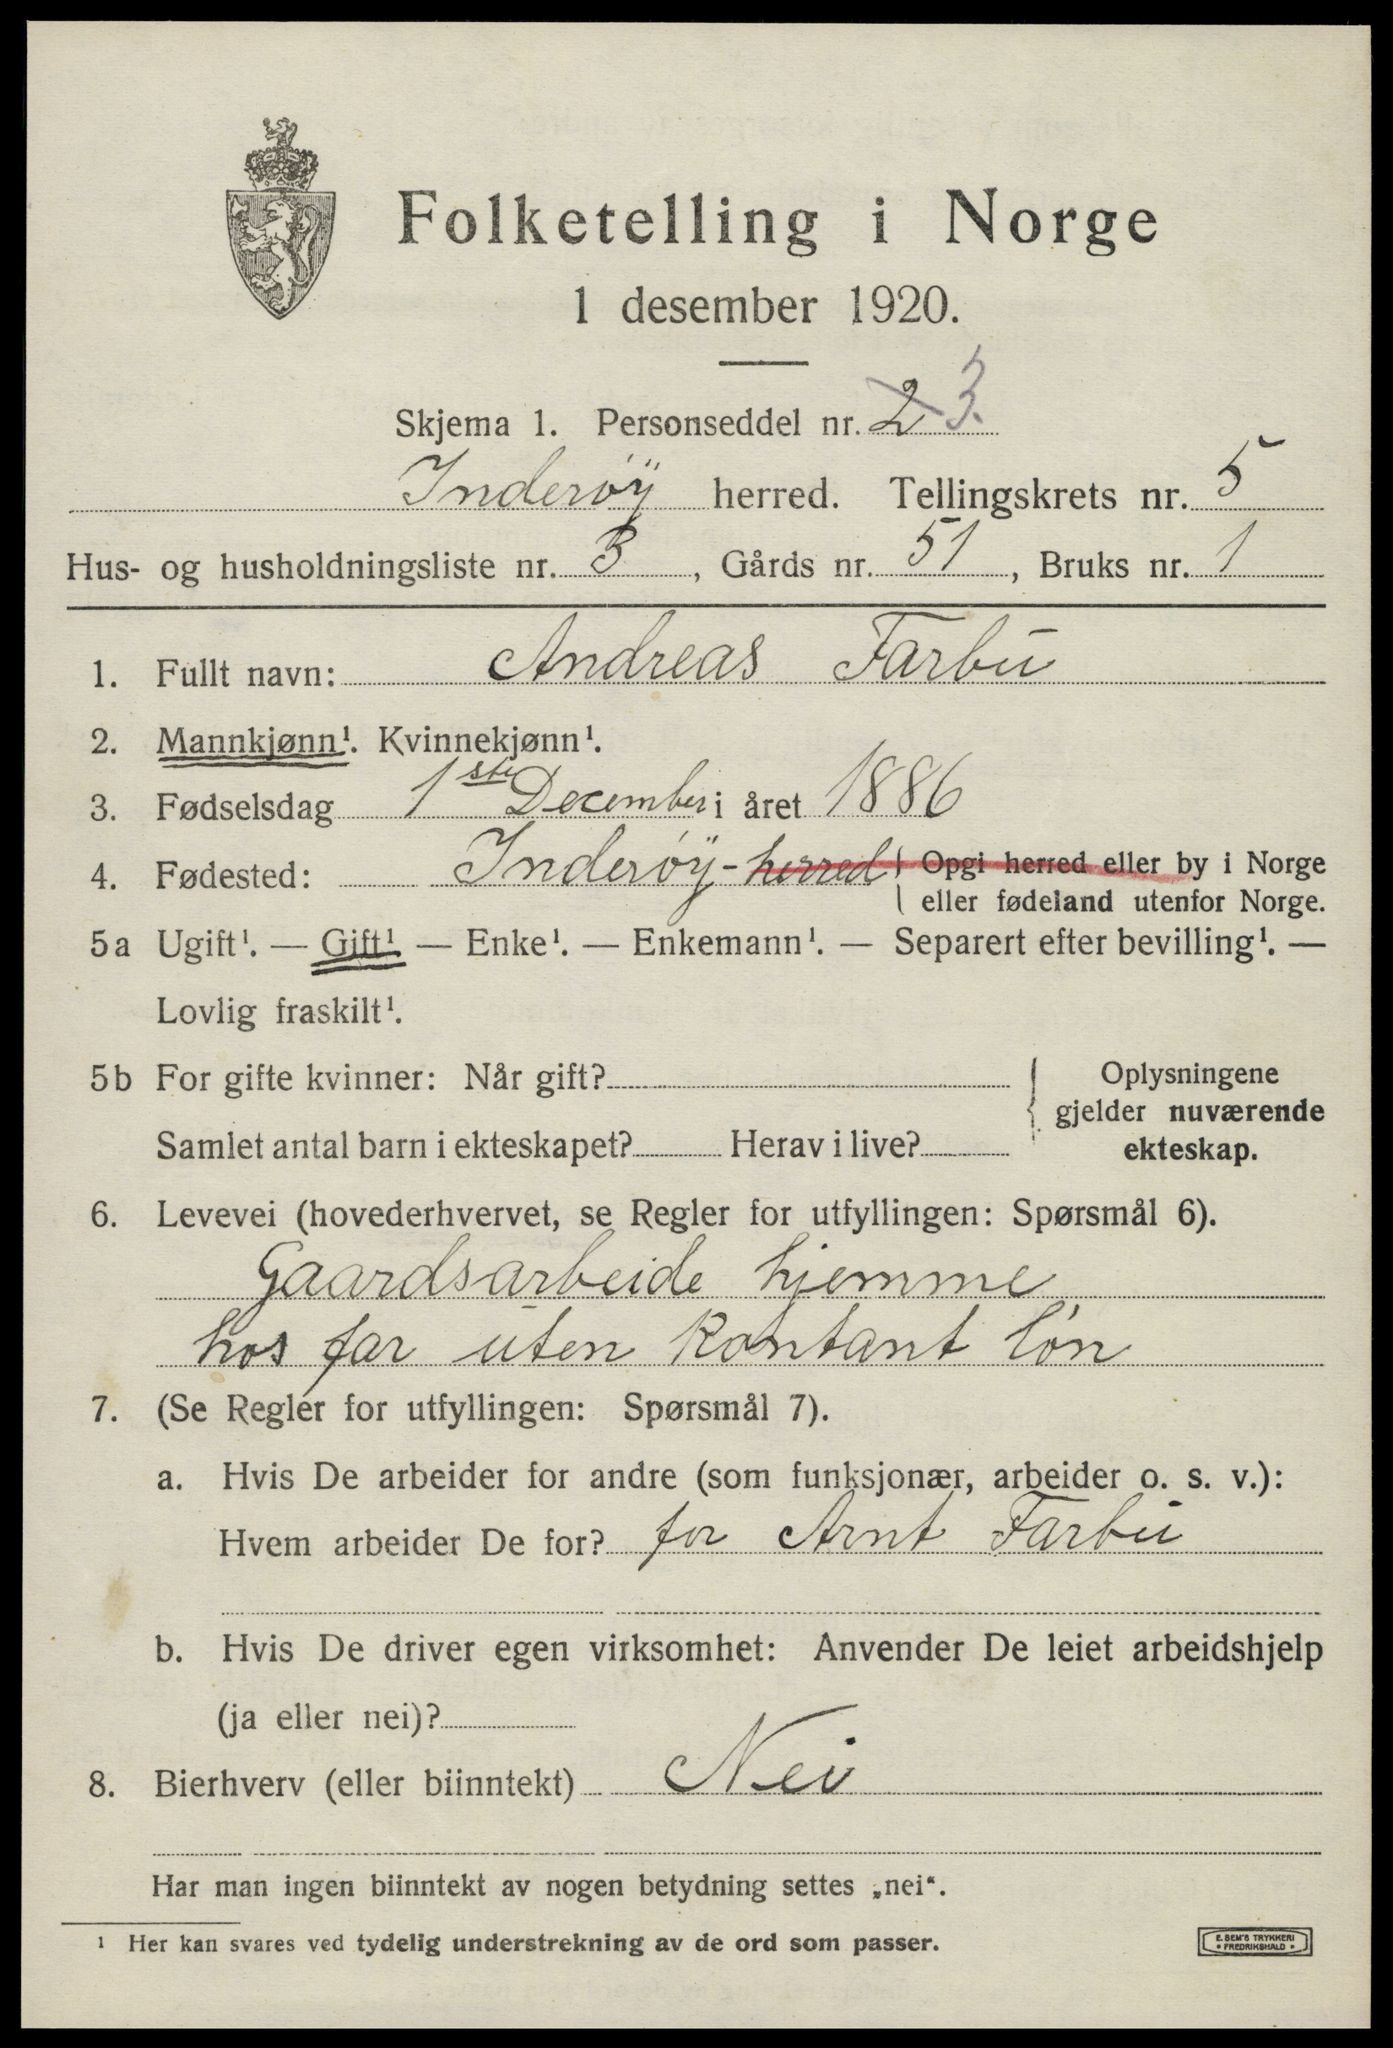 Folketelling i Norge
1 desember 1920.
Skjema 1. Personseddel nr. 2 3.
Inderöy herred. Tellingskrets nr. 5
Hus- og husholdningsliste nr. 3, Gårds nr. 51, Bruks nr. 1
1. Fullt navn: Andreas Farbu
2. Mannkjønn¹. Kvinnekjønn¹.
3. Fødselsdag 1ste December i året 1886
4. Fødested: Inderöy-herred { Opgi herred eller by i Norge
eller fødeland utenfor Norge.
5a Ugift¹. — Gift¹ — Enke¹. — Enkemann¹. — Separert efter bevilling¹. —
Lovlig fraskilt¹.
5b For gifte kvinner: Når gift?
Samlet antal barn i ekteskapet? Herav i live?
Oplysningene
gjelder nuværende
ekteskap.
6. Levevei (hovederhvervet, se Regler for utfyllingen: Spørsmål 6).
Gaardsarbeide hjemme
hos far uten kontant lön
7. (Se Regler for utfyllingen: Spørsmål 7).
a. Hvis De arbeider for andre (som funksjonær, arbeider o. s. v.):
Hvem arbeider De for? for Arnt Farbu
b. Hvis De driver egen virksomhet: Anvender De leiet arbeidshjelp
(ja eller nei)?
8. Bierhverv (eller biinntekt) Nei
Har man ingen biinntekt av nogen betydning settes „nei“.
¹ Her kan svares ved tydelig understrekning av de ord som passer.
E. SEM'S TRYKKERI
• FREDRIKSHALD •